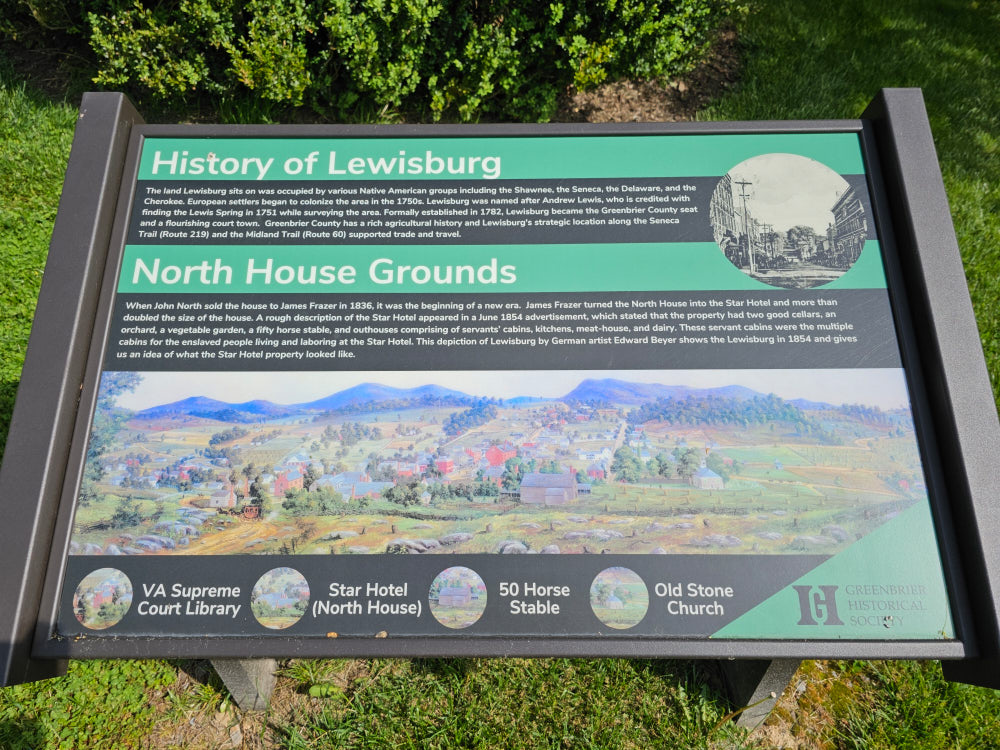 History of Lewisburg
The land Lewisburg sits on was occupied by various Native American groups including the Shawnee, the Seneca, the Delaware, and the
Cherokee. European settlers began to colonize the area in the 1750s. Lewisburg was named after Andrew Lewis, who is credited with
finding the Lewis Spring in 1751 while surveying the area. Formally established in 1782, Lewisburg became the Greenbrier County seat
and a flourishing court town. Greenbrier County has a rich agricultural history and Lewisburg's strategic location along the Seneca
Trail (Route 219) and the Midland Trail (Route 60) supported trade and travel.
North House Grounds
When John North sold the house to James Frazer in 1836, it was the beginning of a new era. James Frazer turned the North House into the Star Hotel and more than
doubled the size of the house. A rough description of the Star Hotel appeared in a June 1854 advertisement, which stated that the property had two good cellars, an
orchard, a vegetable garden, a fifty horse stable, and outhouses comprising of servants' cabins, kitchens, meat-house, and dairy. These servant cabins were the multiple
cabins for the enslaved people living and laboring at the Star Hotel. This depiction of Lewisburg by German artist Edward Beyer shows the Lewisburg in 1854 and gives
us an idea of what the Star Hotel property looked like.
VA Supreme
Court Library
Star Hotel
(North House)
50 Horse
Stable
Old Stone
Church
GREENBRIER
HISTORICAL
SOCIETY